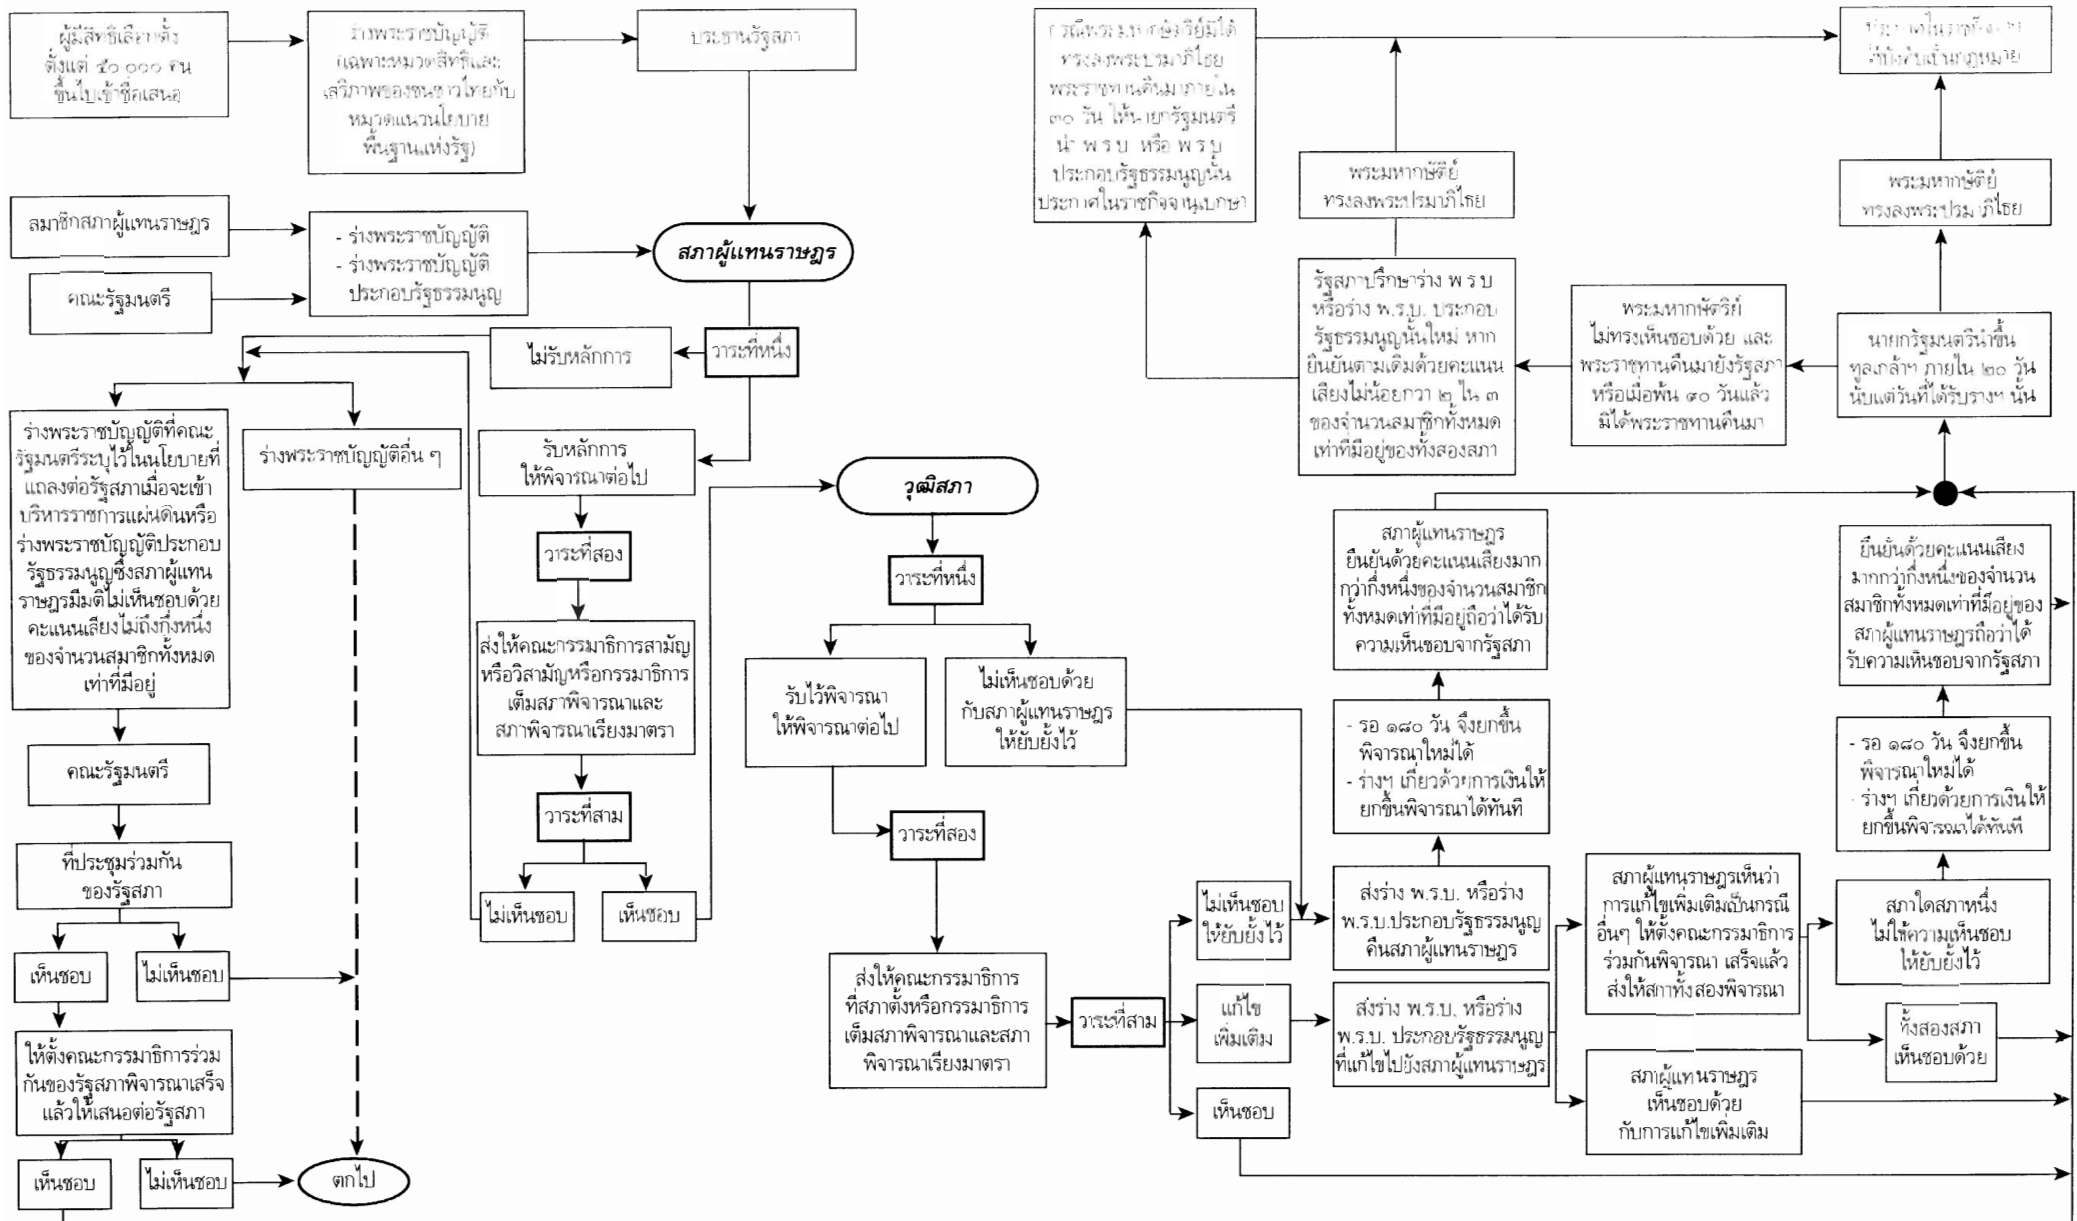 ผู้มีสิทธิเลือกตั้ง
ตั้งแต่ ๕๐ ๐๐๐ คน
ขึ้นไปเข้าชื่อเสนอ
ร่างพระราชบัญญัติ
(เฉพาะหมวดสิทธิและ
เสรีภาพของชนชาวไทยกับ
หมวดแนวนโยบาย
พื้นฐานแห่งรัฐ)
ประธานรัฐสภา
สมาชิกสภาผู้แทนราษฎร
คณะรัฐมนตรี
- ร่างพระราชบัญญัติ
- ร่างพระราชบัญญัติ
ประกอบรัฐธรรมนูญ
สภาผู้แทนราษฎร
วาระที่หนึ่ง
ไม่รับหลักการ
ร่างพระราชบัญญัติที่คณะ
รัฐมนตรีระบุไว้ในนโยบายที่
แถลงต่อรัฐสภาเมื่อจะเข้า
บริหารราชการแผ่นดินหรือ
ร่างพระราชบัญญัติประกอบ
รัฐธรรมนูญซึ่งสภาผู้แทน
ราษฎรมีมติไม่เห็นชอบด้วย
คะแนนเสียงไม่ถึงกึ่งหนึ่ง
ของจำนวนสมาชิกทั้งหมด
เท่าที่มีอยู่
ร่างพระราชบัญญัติอื่น ๆ
คณะรัฐมนตรี
ที่ประชุมร่วมกัน
ของรัฐสภา
เห็นชอบ
ไม่เห็นชอบ
ให้ตั้งคณะกรรมาธิการร่วม
กันของรัฐสภาพิจารณาเสร็จ
แล้วให้เสนอต่อรัฐสภา
เห็นชอบ
ไม่เห็นชอบ
ตกไป
รับหลักการ
ให้พิจารณาต่อไป
วาระที่สอง
ส่งให้คณะกรรมาธิการสามัญ
หรือวิสามัญหรือกรรมาธิการ
เต็มสภาพิจารณาและ
สภาพิจารณาเรียงมาตรา
วาระที่สาม
ไม่เห็นชอบ
เห็นชอบ
วุฒิสภา
วาระที่หนึ่ง
รับไว้พิจารณา
ให้พิจารณาต่อไป
ไม่เห็นชอบด้วย
กับสภาผู้แทนราษฎร
ให้ยับยั้งไว้
วาระที่สอง
ส่งให้คณะกรรมาธิการ
ที่สภาตั้งหรือกรรมาธิการ
เต็มสภาพิจารณาและสภา
พิจารณาเรียงมาตรา
วาระที่สาม
ไม่เห็นชอบ
ให้ยับยั้งไว้
แก้ไข
เพิ่มเติม
เห็นชอบ
ส่งร่าง พ.ร.บ. หรือร่าง
พ.ร.บ.ประกอบรัฐธรรมนูญ
คืนสภาผู้แทนราษฎร
ส่งร่าง พ.ร.บ. หรือร่าง
พ.ร.บ. ประกอบรัฐธรรมนูญ
ที่แก้ไขไปยังสภาผู้แทนราษฎร
- รอ ๑๘๐ วัน จึงยกขึ้น
พิจารณาใหม่ได้
- ร่างฯ เกี่ยวด้วยการเงินให้
ยกขึ้นพิจารณาได้ทันที
สภาผู้แทนราษฎร
ยืนยันด้วยคะแนนเสียงมาก
กว่ากึ่งหนึ่งของจำนวนสมาชิก
ทั้งหมดเท่าที่มีอยู่ถือว่าได้รับ
ความเห็นชอบจากรัฐสภา
สภาผู้แทนราษฎรเห็นว่า
การแก้ไขเพิ่มเติมเป็นกรณี
อื่นๆ ให้ตั้งคณะกรรมาธิการ
ร่วมกันพิจารณา เสร็จแล้ว
ส่งให้สภาทั้งสองพิจารณา
สภาผู้แทนราษฎร
เห็นชอบด้วย
กับการแก้ไขเพิ่มเติม
สภาใดสภาหนึ่ง
ไม่ให้ความเห็นชอบ
ให้ยับยั้งไว้
ทั้งสองสภา
เห็นชอบด้วย
- รอ ๑๘๐ วัน จึงยกขึ้น
พิจารณาใหม่ได้
- ร่างฯ เกี่ยวด้วยการเงินให้
ยกขึ้นพิจารณาได้ทันที
ยืนยันด้วยคะแนนเสียง
มากกว่ากึ่งหนึ่งของจำนวน
สมาชิกทั้งหมดเท่าที่มีอยู่ของ
สภาผู้แทนราษฎรถือว่าได้
รับความเห็นชอบจากรัฐสภา
นายกรัฐมนตรีนำขึ้น
ทูลเกล้าฯ ภายใน ๒๐ วัน
นับแต่วันที่ได้รับร่างฯ นั้น
พระมหากษัตริย์
ไม่ทรงเห็นชอบด้วย และ
พระราชทานคืนมายังรัฐสภา
หรือเมื่อพ้น ๙๐ วันแล้ว
มิได้พระราชทานคืนมา
รัฐสภาปรึกษาร่าง พ ร บ
หรือร่าง พ.ร.บ. ประกอบ
รัฐธรรมนูญนั้นใหม่ หาก
ยืนยันตามเดิมด้วยคะแนน
เสียงไม่น้อยกว่า ๒ ใน ๓
ของจำนวนสมาชิกทั้งหมด
เท่าที่มีอยู่ของทั้งสองสภา
กรณีพระมหากษัตริย์มิได้
ทรงลงพระปรมาภิไธย
พระราชทานคืนมาภายใน
๓๐ วัน ให้นายกรัฐมนตรี
นำ พ ร บ หรือ พ ร บ
ประกอบรัฐธรรมนูญนั้น
ประกาศในราชกิจจานุเบกษา
พระมหากษัตริย์
ทรงลงพระปรมาภิไธย
พระมหากษัตริย์
ทรงลงพระปรมาภิไธย
ใช้บังคับเป็นกฎหมาย